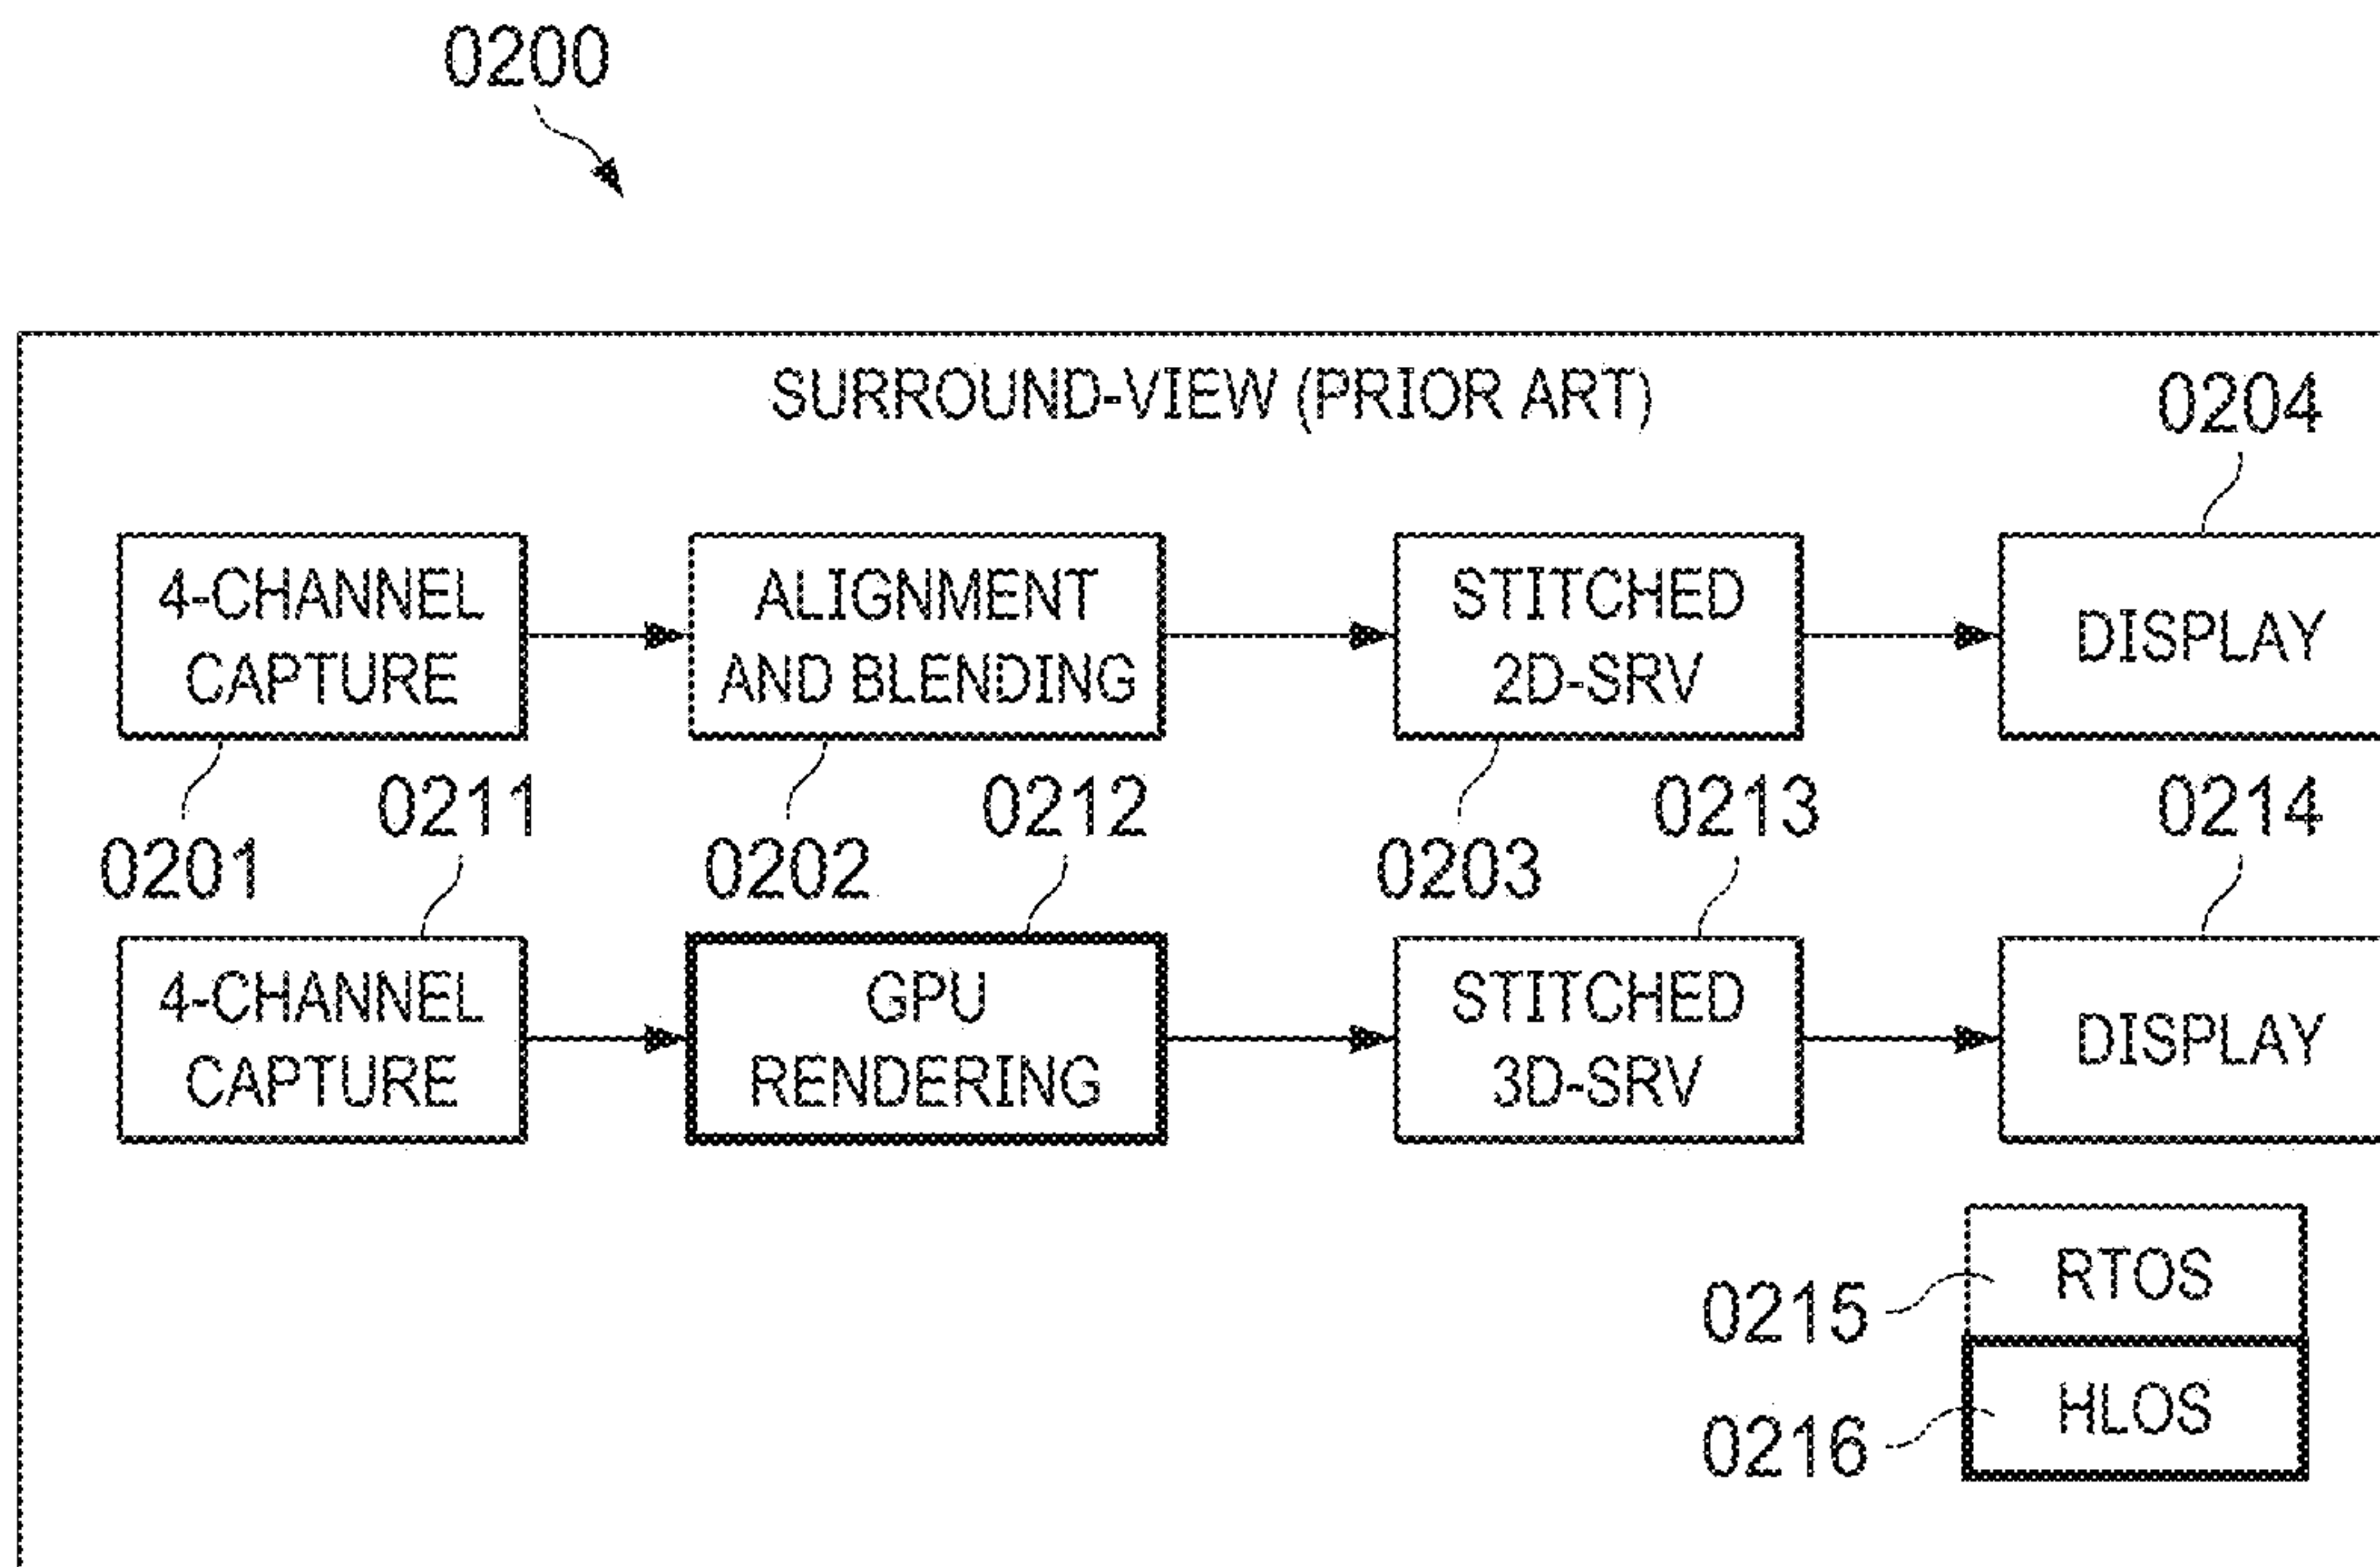 0200
SURROUND-VIEW (PRIOR ART)
0204
4-CHANNEL
CAPTURE
ALIGNMENT
AND BLENDING
STITCHED
2D-SRV
DISPLAY
0201
0211
0202
0212
0203
0213
0214
4-CHANNEL
CAPTURE
GPU
RENDERING
STITCHED
3D-SRV
DISPLAY
0215
RTOS
0216
HLOS